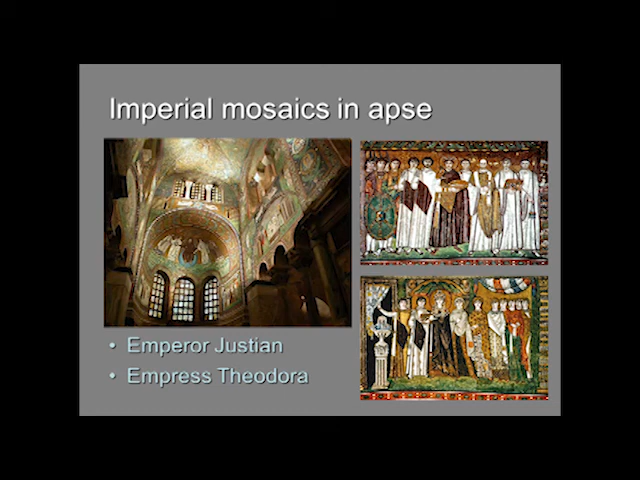 Imperial mosaics in apse
• Emperor Justian
• Empress Theodora